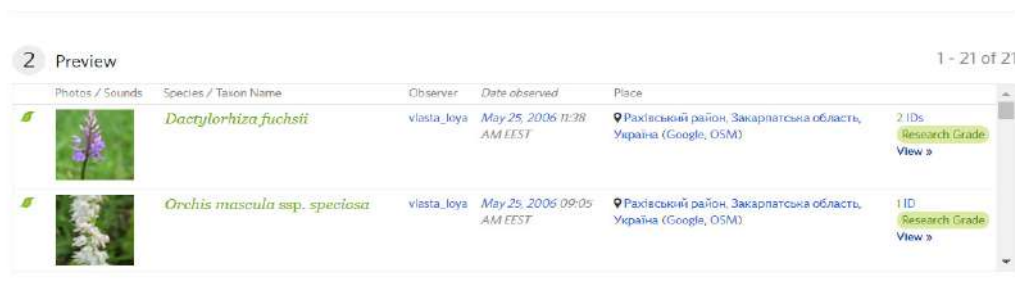 2 Preview 1 - 21 of 21
Photos / Sounds Species / Taxon Name Observer Date observed Place
Dactylorhiza fuchsii vlasta_loya May 25, 2006 11:38 Рахівський район, Закарпатська область, 2 IDs
AM EEST Україна (Google, OSM) Research Grade
View »
Orchis mascula ssp. speciosa vlasta_loya May 25, 2006 09:05 Рахівський район, Закарпатська область, 1 ID
AM EEST Україна (Google, OSM) Research Grade
View »